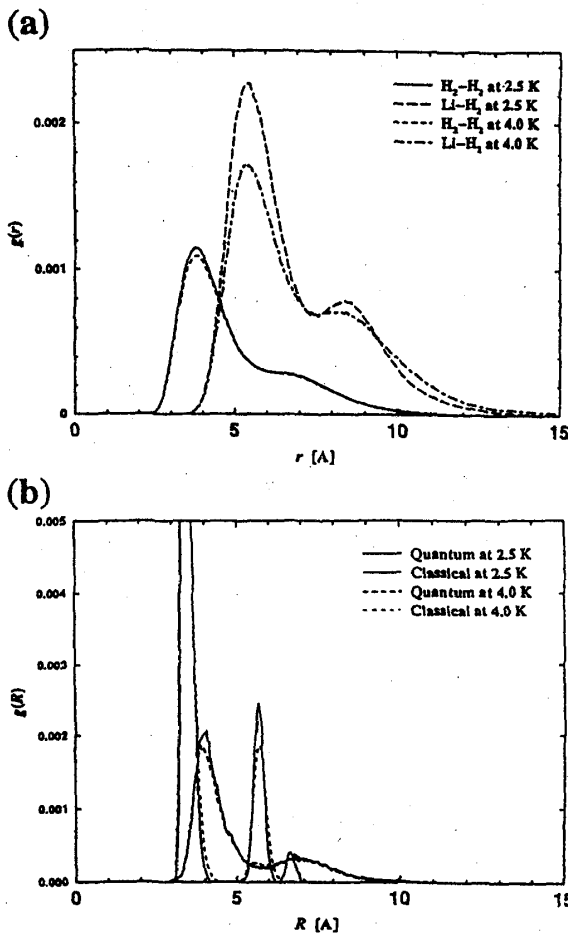 (a)
0.002
0.001
0
g(r)
H₂-H₂ at 2.5 K
Li-H₂ at 2.5 K
H₂-H₂ at 4.0 K
Li-H₂ at 4.0 K
0 5 10 15
r [A]
(b)
0.005
0.004
0.003
0.002
0.001
0.000
g(R)
Quantum at 2.5 K
Classical at 2.5 K
Quantum at 4.0 K
Classical at 4.0 K
0 5 10 15
R [A]